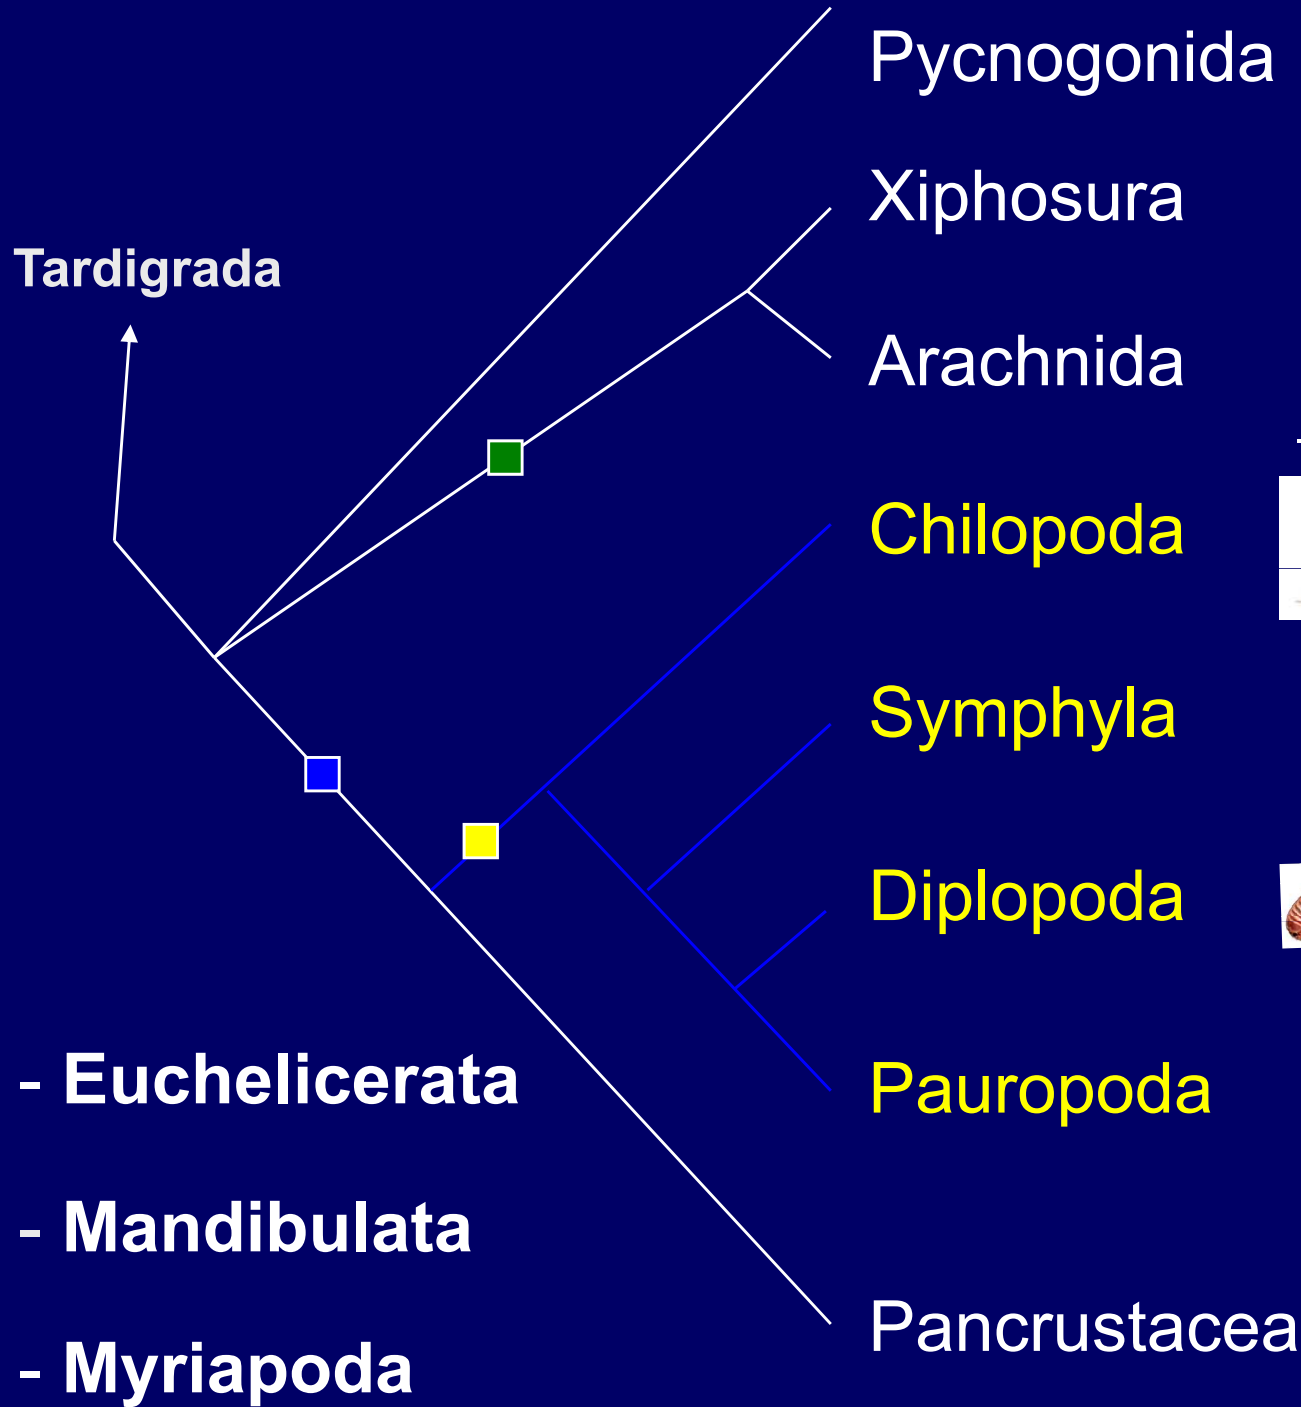 Pycnogonida
Xiphosura
Tardigrada
Arachnida
Chilopoda
Symphyla
Diplopoda
- Euchelicerata
Pauropoda
- Mandibulata
Pancrustacea
- Myriapoda